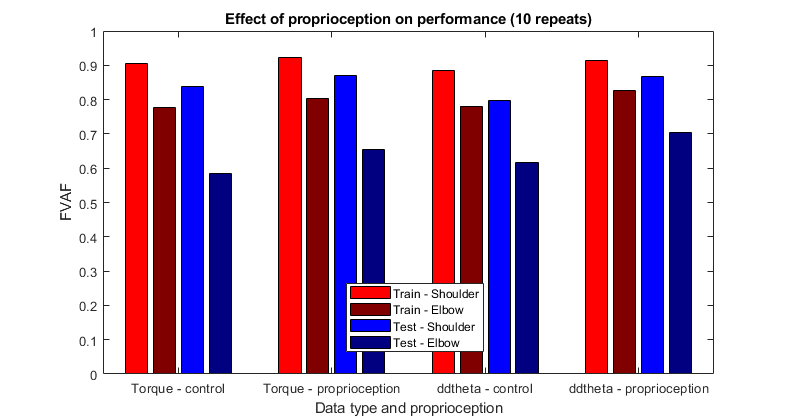 Effect of proprioception on performance (10 repeats)
1
0.9
0.8
0.7
0.6
0.5
0.4
0.3
0.2
0.1
0
FVAF
Train - Shoulder
Train - Elbow
Test - Shoulder
Test - Elbow
Torque - control
Torque - proprioception
ddtheta - control
ddtheta - proprioception
Data type and proprioception